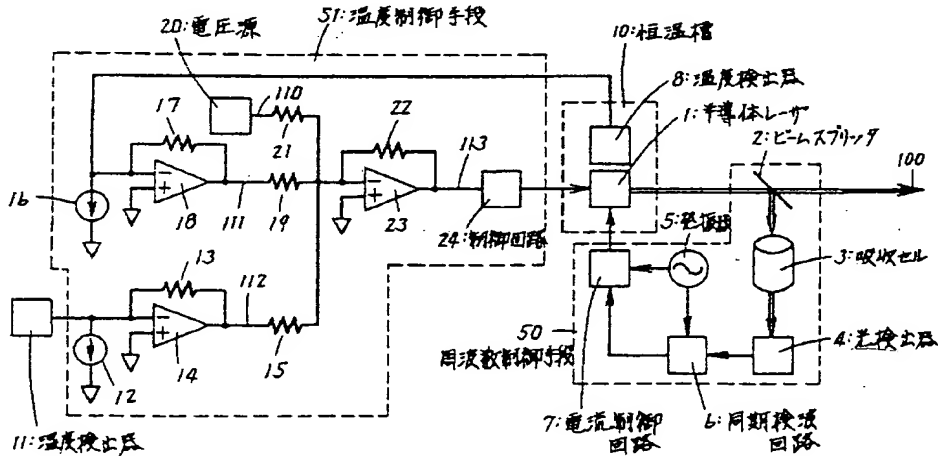 51:温度制御手段
20:電圧源
10:恒温槽
8:温度検出器
1:半導体レーザ
2:ビームスプリッタ
110
17
21
22
113
100
16
18
111
19
23
24:制御回路
5:発振器
3:吸収セル
13
112
14
15
12
50
周波数制御手段
4:光検出器
11:温度検出器
7:電流制御
回路
6:同期検波
回路